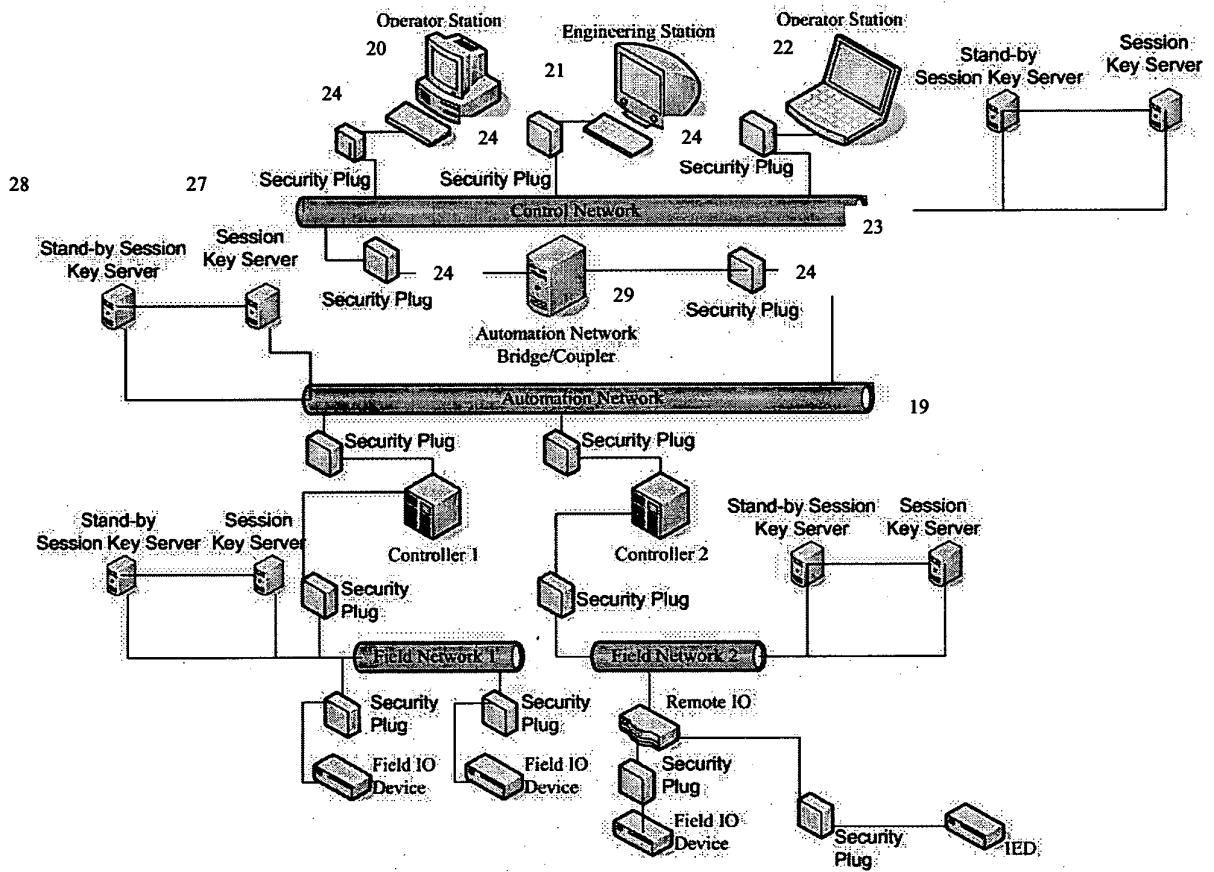 Operator Station
20
Engineering Station
21
Operator Station
22
Stand-by
Session Key Server
Session
Key Server
24
24
24
Security Plug
Security Plug
Security Plug
28
27
Control Network
23
Stand-by Session
Key Server
Session
Key Server
24
Security Plug
29
24
Security Plug
Automation Network
Bridge/Coupler
Automation Network
19
Security Plug
Security Plug
Stand-by
Session Key Server
Session
Key Server
Controller 1
Controller 2
Stand-by Session
Key Server
Session
Key Server
Security
Plug
Security Plug
Field Network 1
Field Network 2
Security
Plug
Security
Plug
Remote IO
Field IO
Device
Field IO
Device
Security
Plug
Field IO
Device
Security
Plug
IED